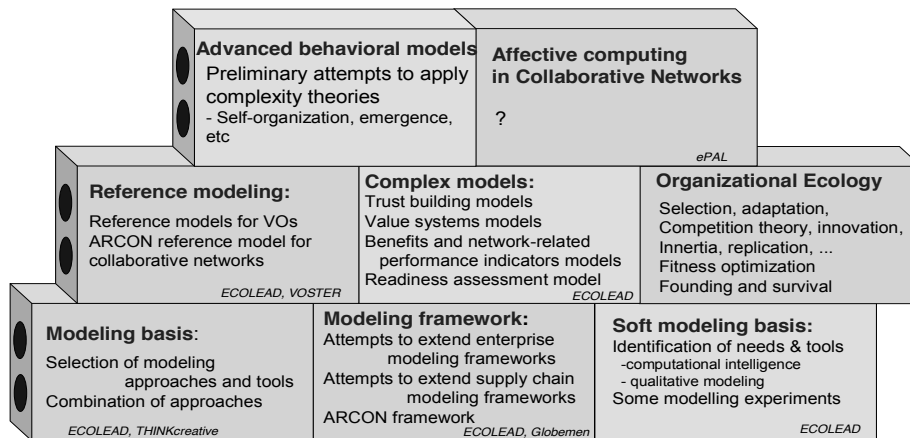 Advanced behavioral models
Preliminary attempts to apply
complexity theories
- Self-organization, emergence,
etc
Affective computing
in Collaborative Networks
?
ePAL
Reference modeling:
Reference models for VOs
ARCON reference model for
collaborative networks
ECOLEAD, VOSTER
Complex models:
Trust building models
Value systems models
Benefits and network-related
performance indicators models
Readiness assessment model
ECOLEAD
Organizational Ecology
Selection, adaptation,
Competition theory, innovation,
Innertia, replication, ...
Fitness optimization
Founding and survival
Modeling basis:
Selection of modeling
approaches and tools
Combination of approaches
ECOLEAD, THINKcreative
Modeling framework:
Attempts to extend enterprise
modeling frameworks
Attempts to extend supply chain
modeling frameworks
ARCON framework
ECOLEAD, Globemen
Soft modeling basis:
Identification of needs & tools
-computational intelligence
- qualitative modeling
Some modelling experiments
ECOLEAD